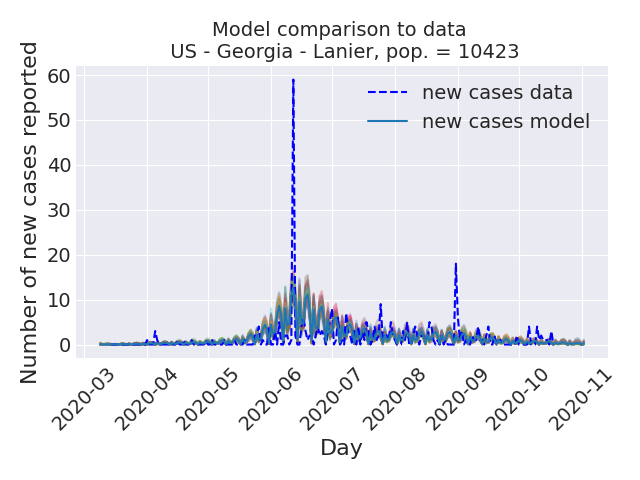 Model comparison to data
US - Georgia - Lanier, pop. = 10423
Number of new cases reported
60
50
40
30
20
10
0
new cases data
new cases model
2020-03
2020-04
2020-05
2020-06
2020-07
2020-08
2020-09
2020-10
2020-11
Day